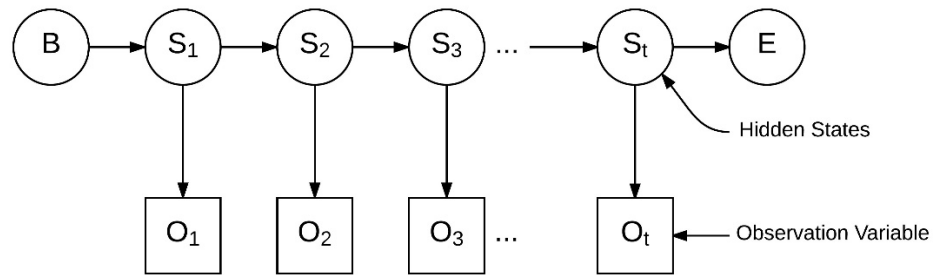 B S₁ S₂ S₃ ... Sₜ E
Hidden States
O₁ O₂ O₃ ... Oₜ Observation Variable